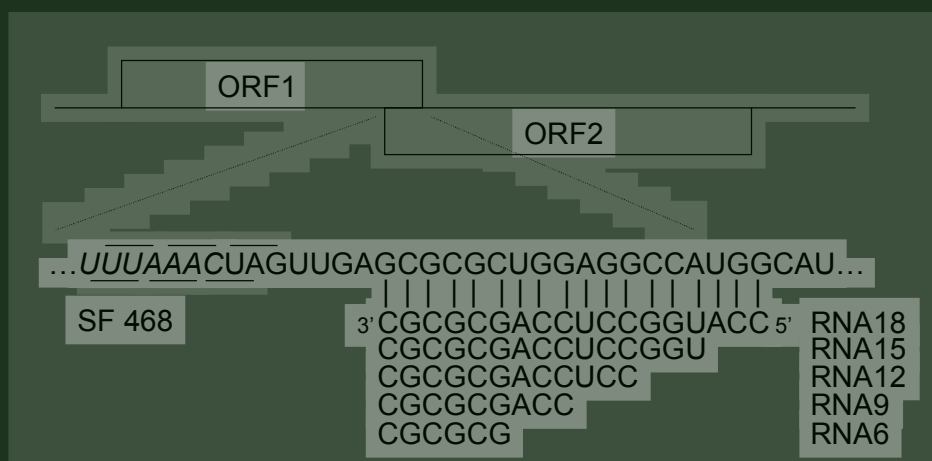 ORF1
ORF2
...UUUAAACUAGUUGAGCGCGCUGGAGGCCAUGGCAU...
SF 468
3' CGCGCGACCUCCGGUACC 5' RNA18
CGCGCGACCUCCGGU RNA15
CGCGCGACCUCC RNA12
CGCGCGACC RNA9
CGCGCG RNA6